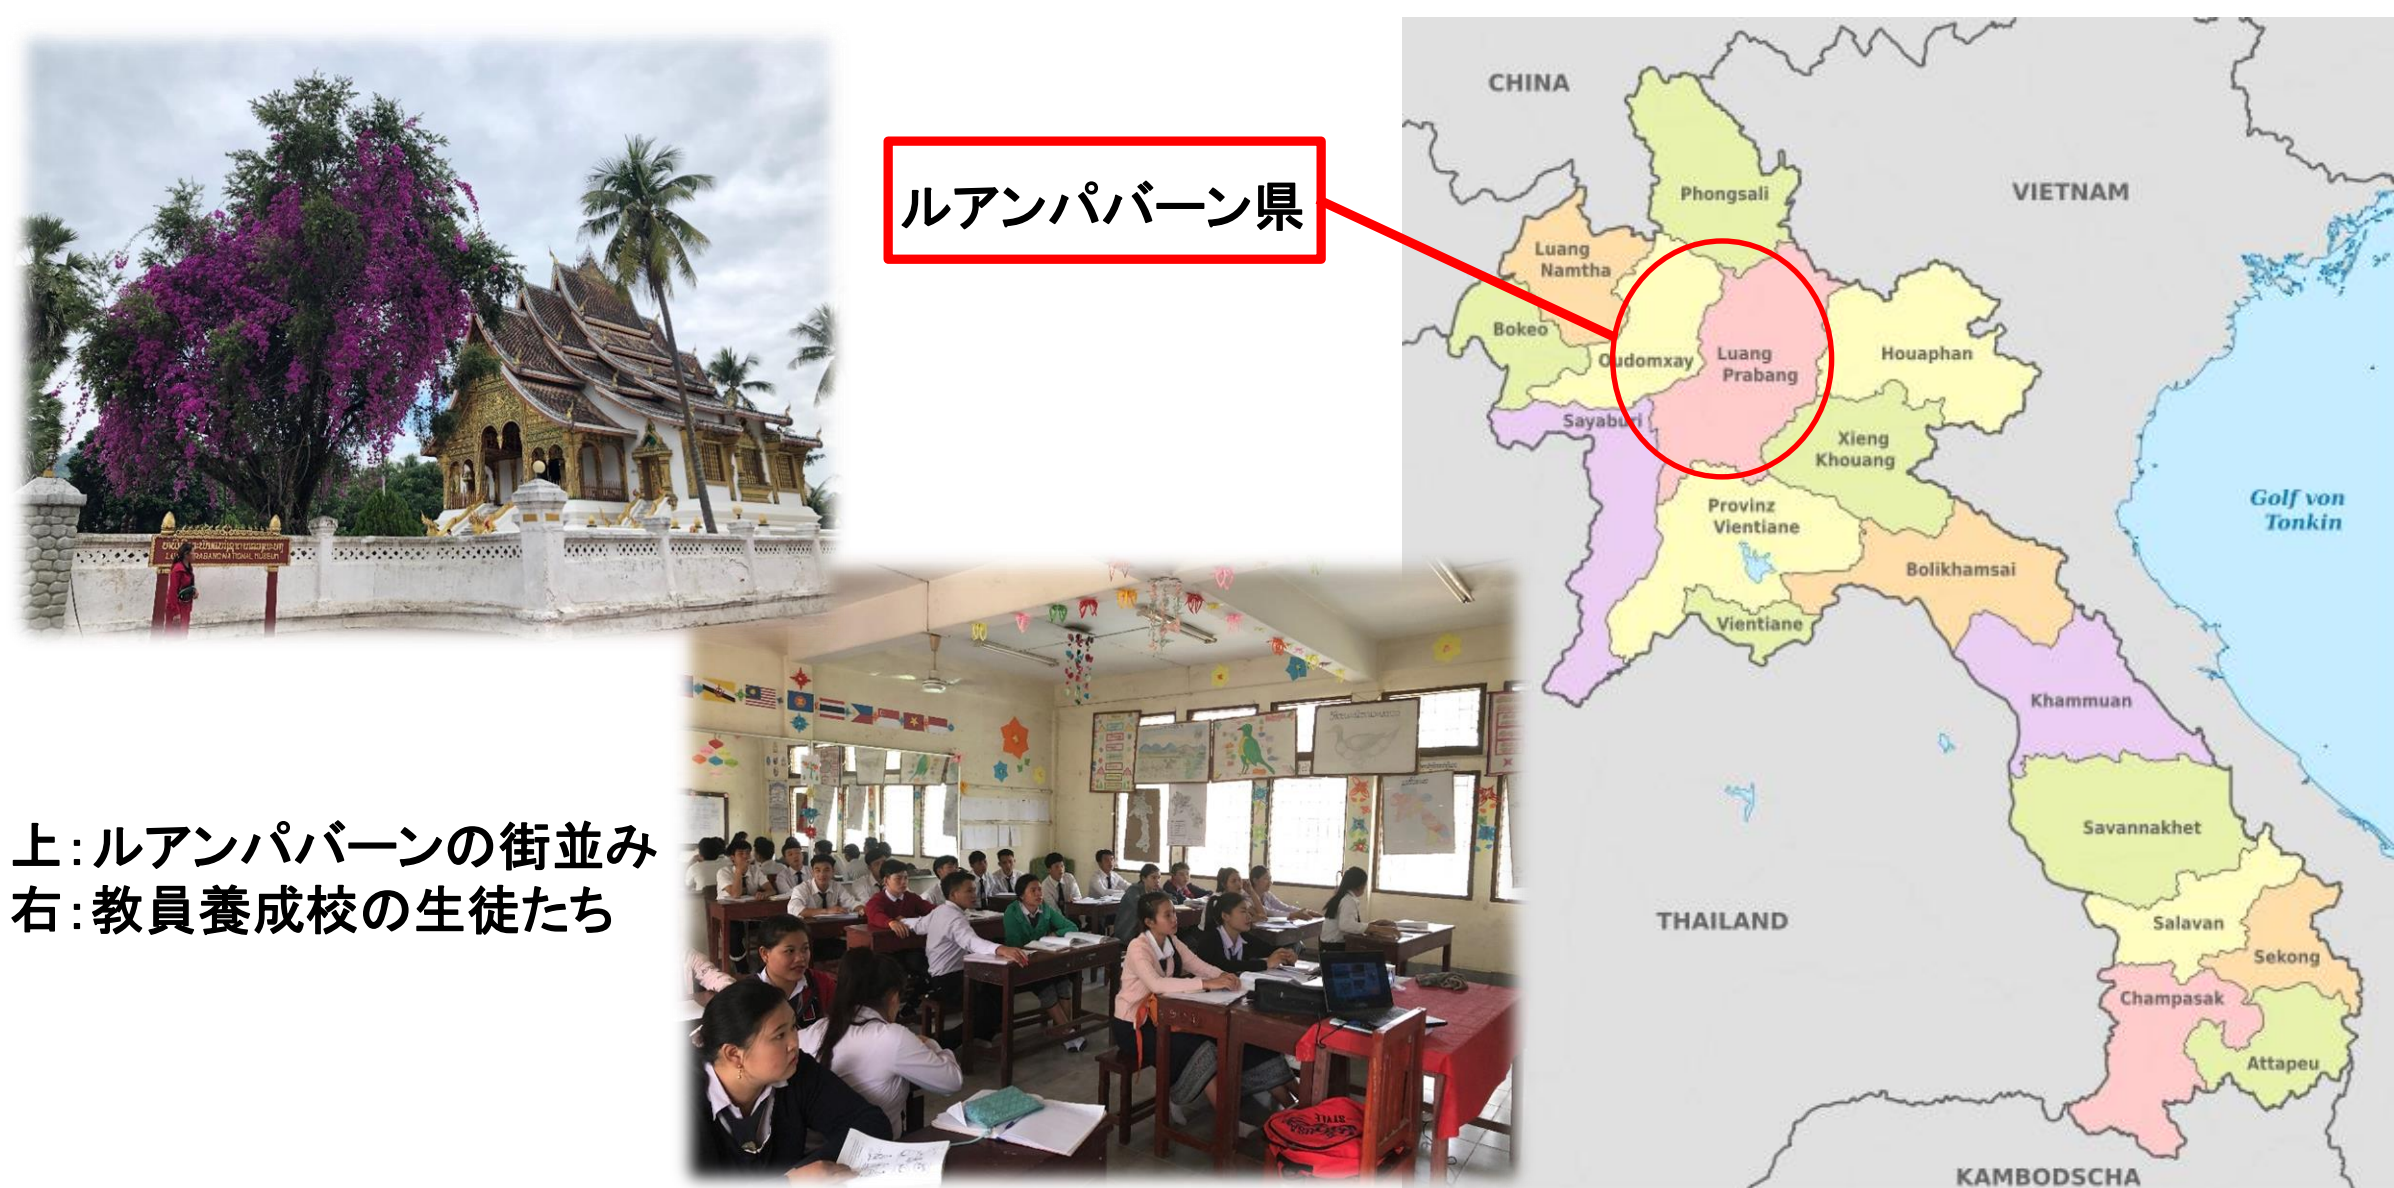 ルアンパバーン県
上：ルアンパバーンの街並み
右：教員養成校の生徒たち
CHINA
VIETNAM
Phongsali
Luang
Namtha
Bokeo
Oudomxay
Luang
Prabang
Houaphan
Sayaburi
Xieng
Khouang
Provinz
Vientiane
Golf von
Tonkin
Bolikhamsai
Vientiane
Khammuan
Savannakhet
THAILAND
Salavan
Sekong
Champasak
Attapeu
KAMBODSCHA
NATIONAL MUSEUM